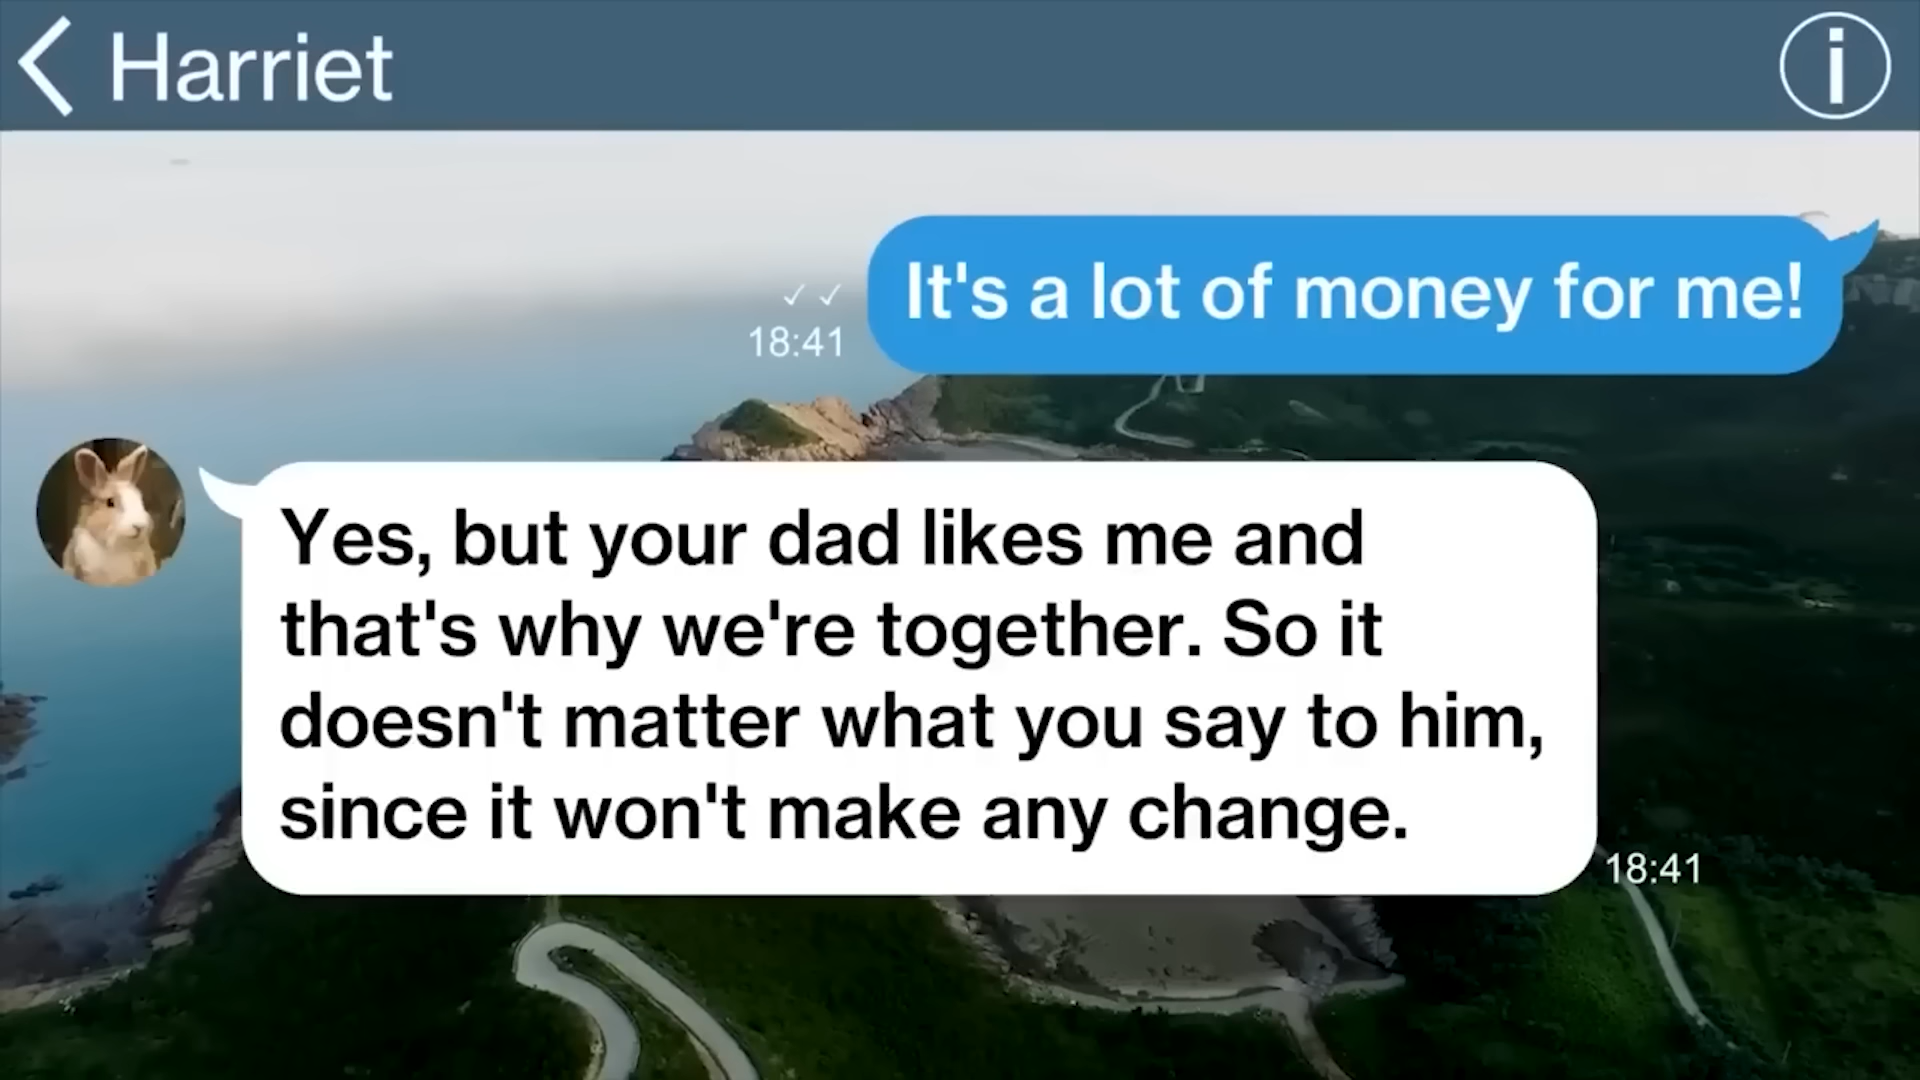 Harriet
It's a lot of money for me!
18:41
Yes, but your dad likes me and
that's why we're together. So it
doesn't matter what you say to him,
since it won't make any change.
18:41